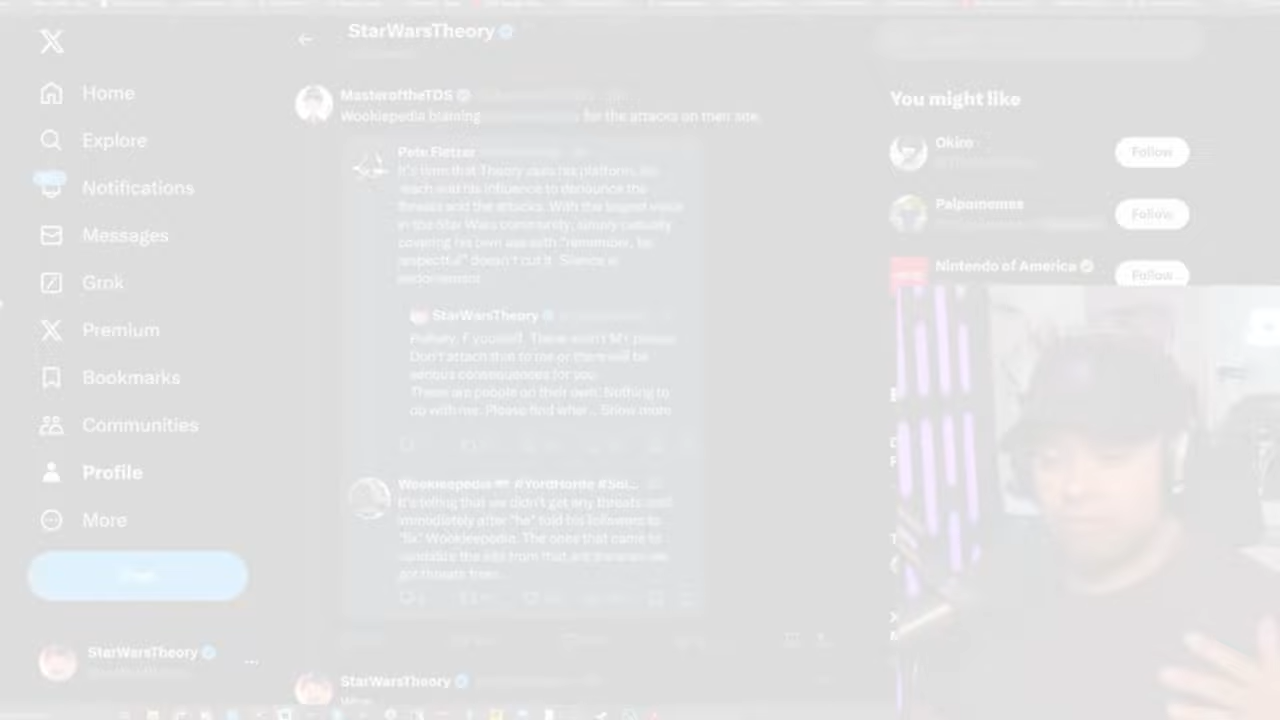 StarWarsTheory
Home
Explore
Notifications
Messages
Grok
Premium
Bookmarks
Communities
Profile
More
StarWarsTheory
MasteroftheTDS
Wookiepedia blaming for the attacks on their site.
Pete Fletzer
It's time that Theory uses his platform, his
reach and his influence to denounce the
threats and the attacks. With the largest voice
in the Star Wars community, simply casually
covering his own ass with "remember, be
respectful" doesn't cut it. Silence is
endorsement.
StarWarsTheory
F yourself. These aren't MY people.
Don't attach that to me or there will be
serious consequences for you.
These are people on their own. Nothing to
do with me. Please find wher... Show more
Wookieepedia #YordHorde #Sol...
It's telling that we didn't get any threats until
immediately after "he" told his followers to
"fix" Wookieepedia. The ones that came to
vandalize the site from that are the ones we
got threats from.
StarWarsTheory
You might like
Okiro
Follow
Palpamemes
Follow
Nintendo of America
Follow